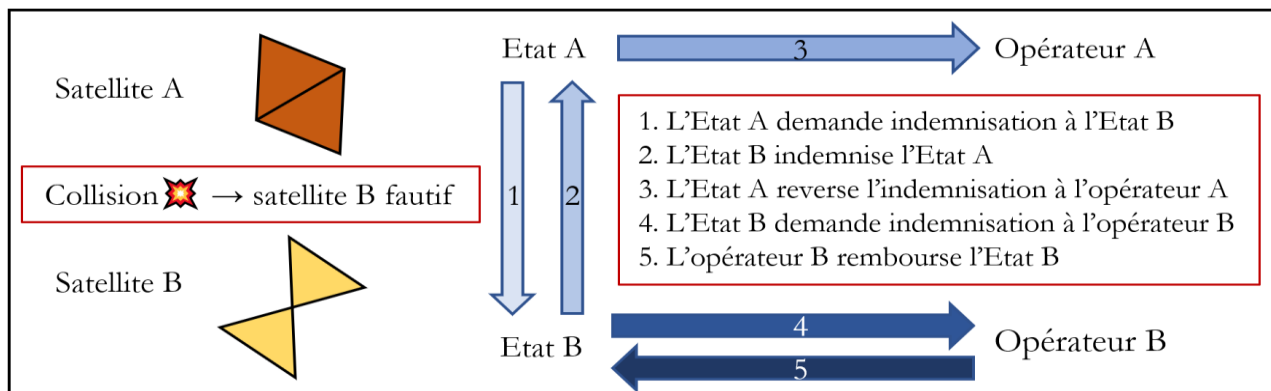 Satellite A
Collision 💥 → satellite B fautif
Satellite B
Etat A
3
Opérateur A
1
2
1. L’Etat A demande indemnisation à l’Etat B
2. L’Etat B indemnise l’Etat A
3. L’Etat A reverse l’indemnisation à l’opérateur A
4. L’Etat B demande indemnisation à l’opérateur B
5. L’opérateur B rembourse l’Etat B
Etat B
4
5
Opérateur B